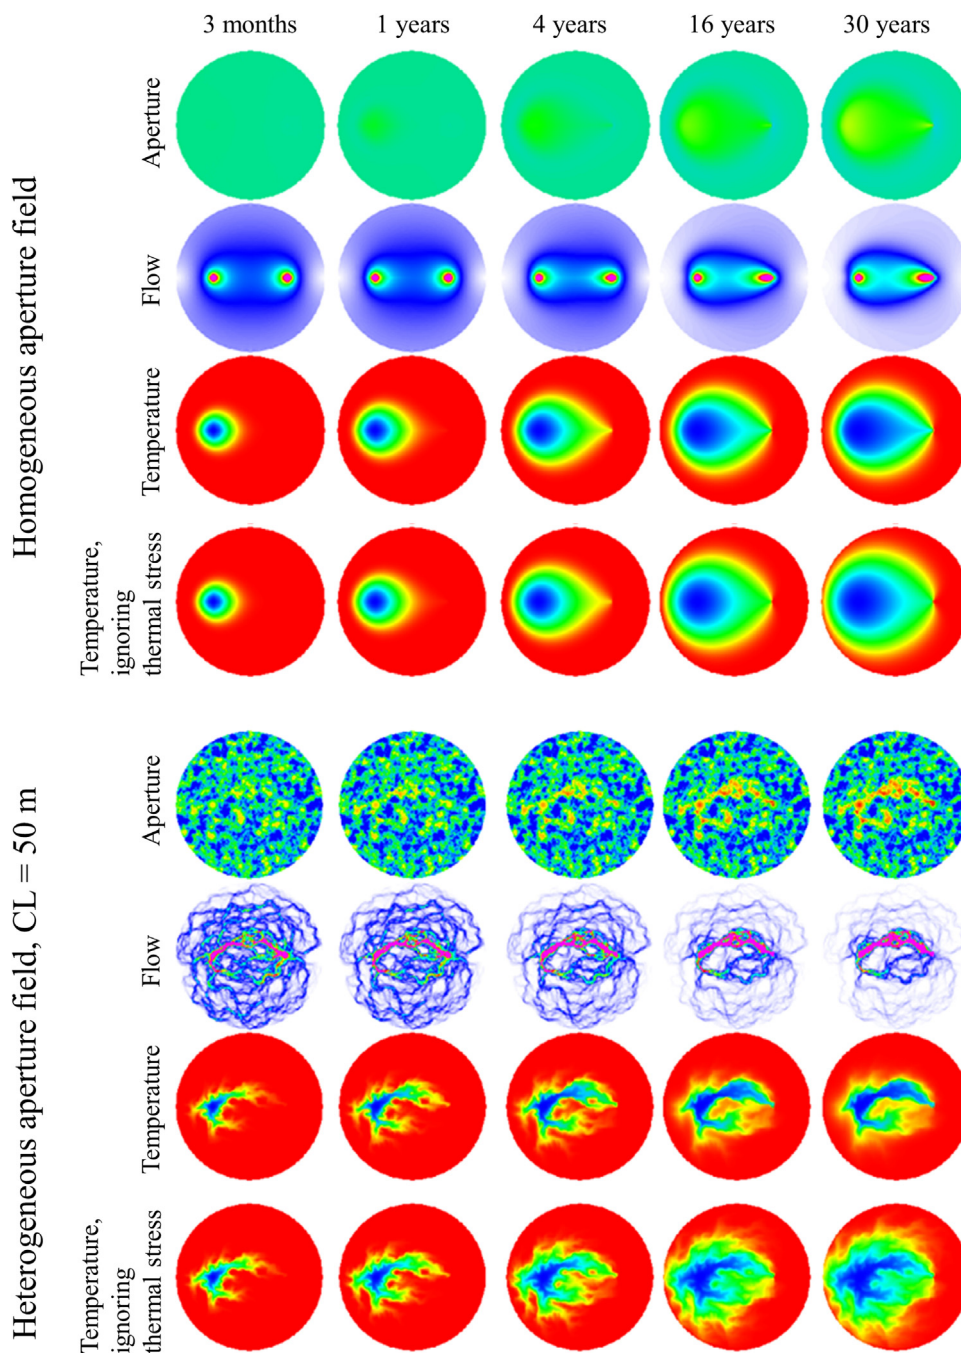 3 months
1 years
4 years
16 years
30 years
Homogeneous aperture field
Aperture
Flow
Temperature
Temperature,
ignoring
thermal stress
Heterogeneous aperture field, CL = 50 m
Aperture
Flow
Temperature
Temperature,
ignoring
thermal stress